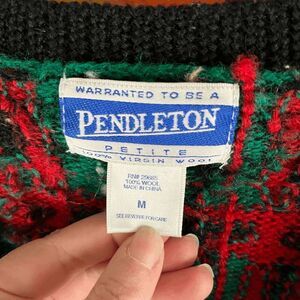 WARRANTED TO BE A
PENDLETON
PETITE
100% VIRGIN WOOL
RN# 29685
100% WOOL
MADE IN CHINA
M
SEE REVERSE FOR CARE